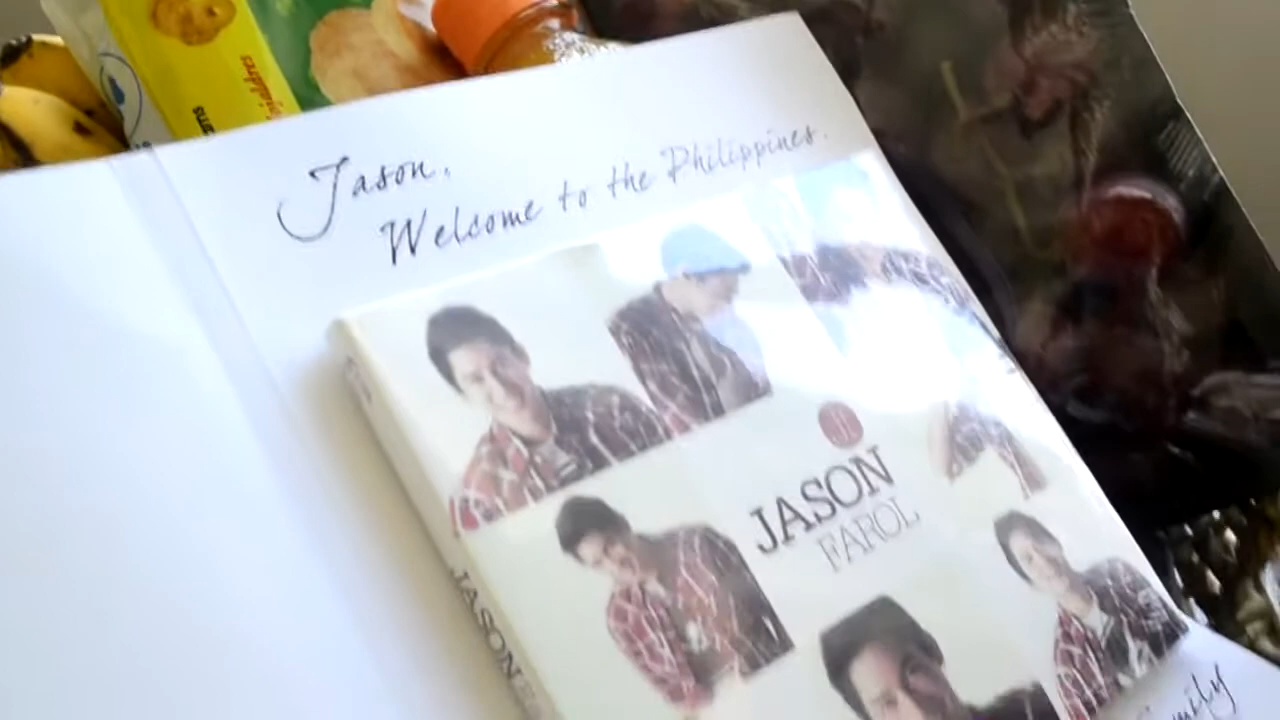 Jason,
Welcome to the Philippines.
JASON
FAROL
JASON